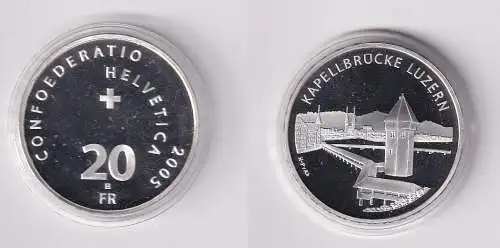 CONFOEDERATIO
HELVETICA 2005
20
B
FR
KAPELLBRÜCKE LUZERN